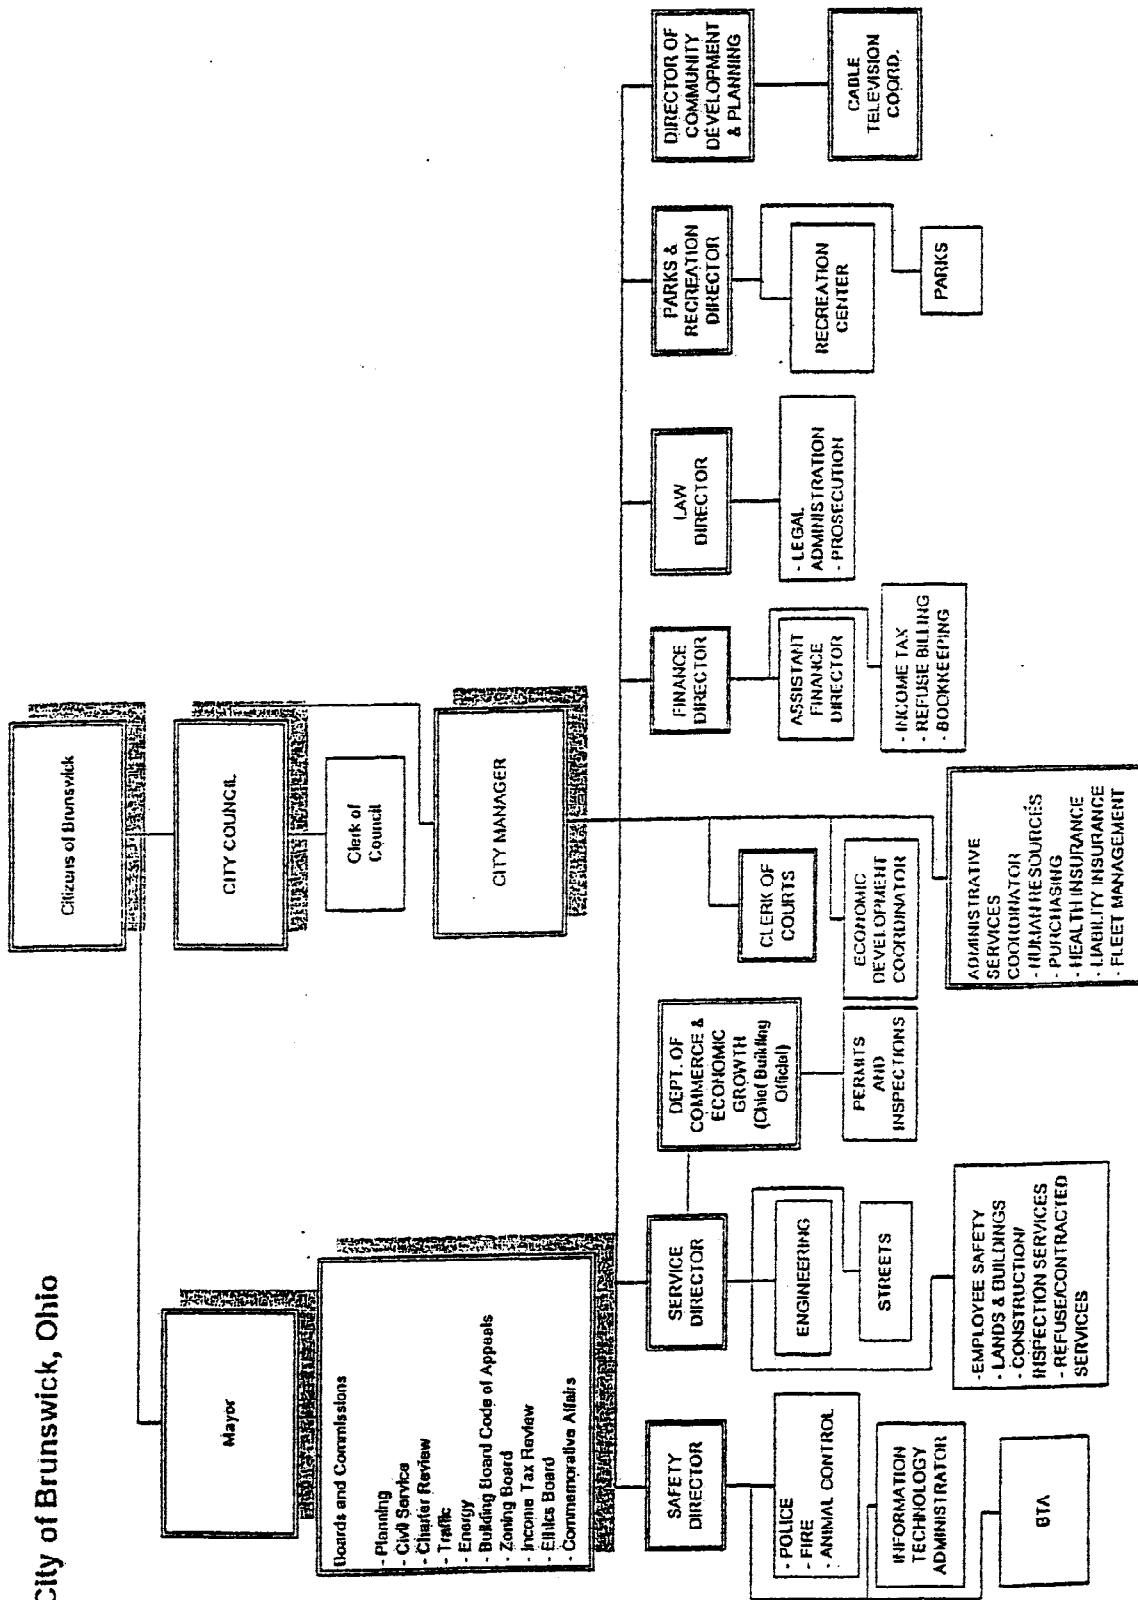 City of Brunswick, Ohio
Citizens of Brunswick
Mayor
CITY COUNCIL
Boards and Commissions
- Planning
- Civil Service
- Charter Review
- Traffic
- Energy
- Building Board Code of Appeals
- Zoning Board
- Income Tax Review
- Ethics Board
- Commemorative Affairs
Clerk of
Council
CITY MANAGER
SAFETY
DIRECTOR
SERVICE
DIRECTOR
DEPT. OF
COMMERCE &
ECONOMIC
GROWTH
(Chief Building
Official)
CLERK OF
COURTS
FINANCE
DIRECTOR
LAW
DIRECTOR
PARKS &
RECREATION
DIRECTOR
DIRECTOR OF
COMMUNITY
DEVELOPMENT
& PLANNING
- POLICE
- FIRE
- ANIMAL CONTROL
ENGINEERING
STREETS
PERMITS
AND
INSPECTIONS
ECONOMIC
DEVELOPMENT
COORDINATOR
ASSISTANT
FINANCE
DIRECTOR
- LEGAL
ADMINISTRATION
- PROSECUTION
RECREATION
CENTER
CABLE
TELEVISION
COORD.
INFORMATION
TECHNOLOGY
ADMINISTRATOR
BTA
- EMPLOYEE SAFETY
- LANDS & BUILDINGS
- CONSTRUCTION/
INSPECTION SERVICES
- REFUSE/CONTRACTED
SERVICES
ADMINISTRATIVE
SERVICES
COORDINATOR
- HUMAN RESOURCES
- PURCHASING
- HEALTH INSURANCE
- LIABILITY INSURANCE
- FLEET MANAGEMENT
- INCOME TAX
- REFUSE BILLING
- BOOKKEEPING
PARKS